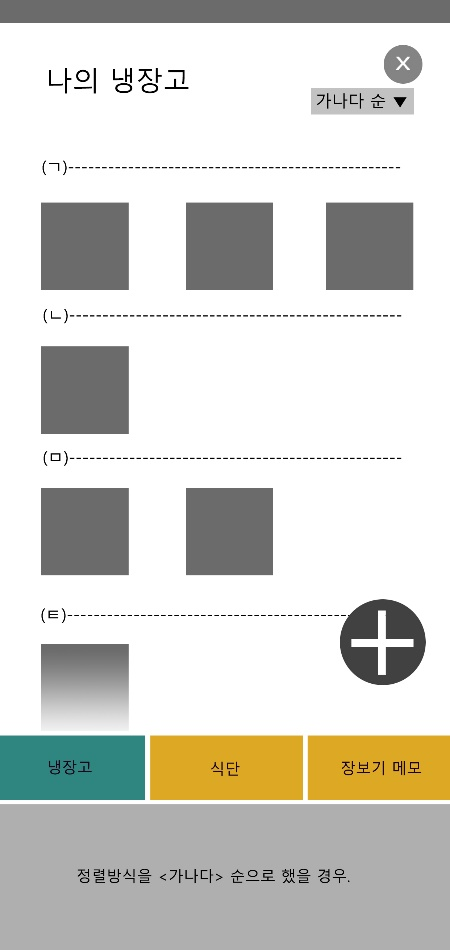 X
나의 냉장고
가나다 순 ▼
(ㄱ)--------------------------------------------------
(ㄴ)--------------------------------------------------
(ㅁ)--------------------------------------------------
(ㅌ)------------------------------------------
냉장고
식단
장보기 메모
정렬방식을 <가나다> 순으로 했을 경우.